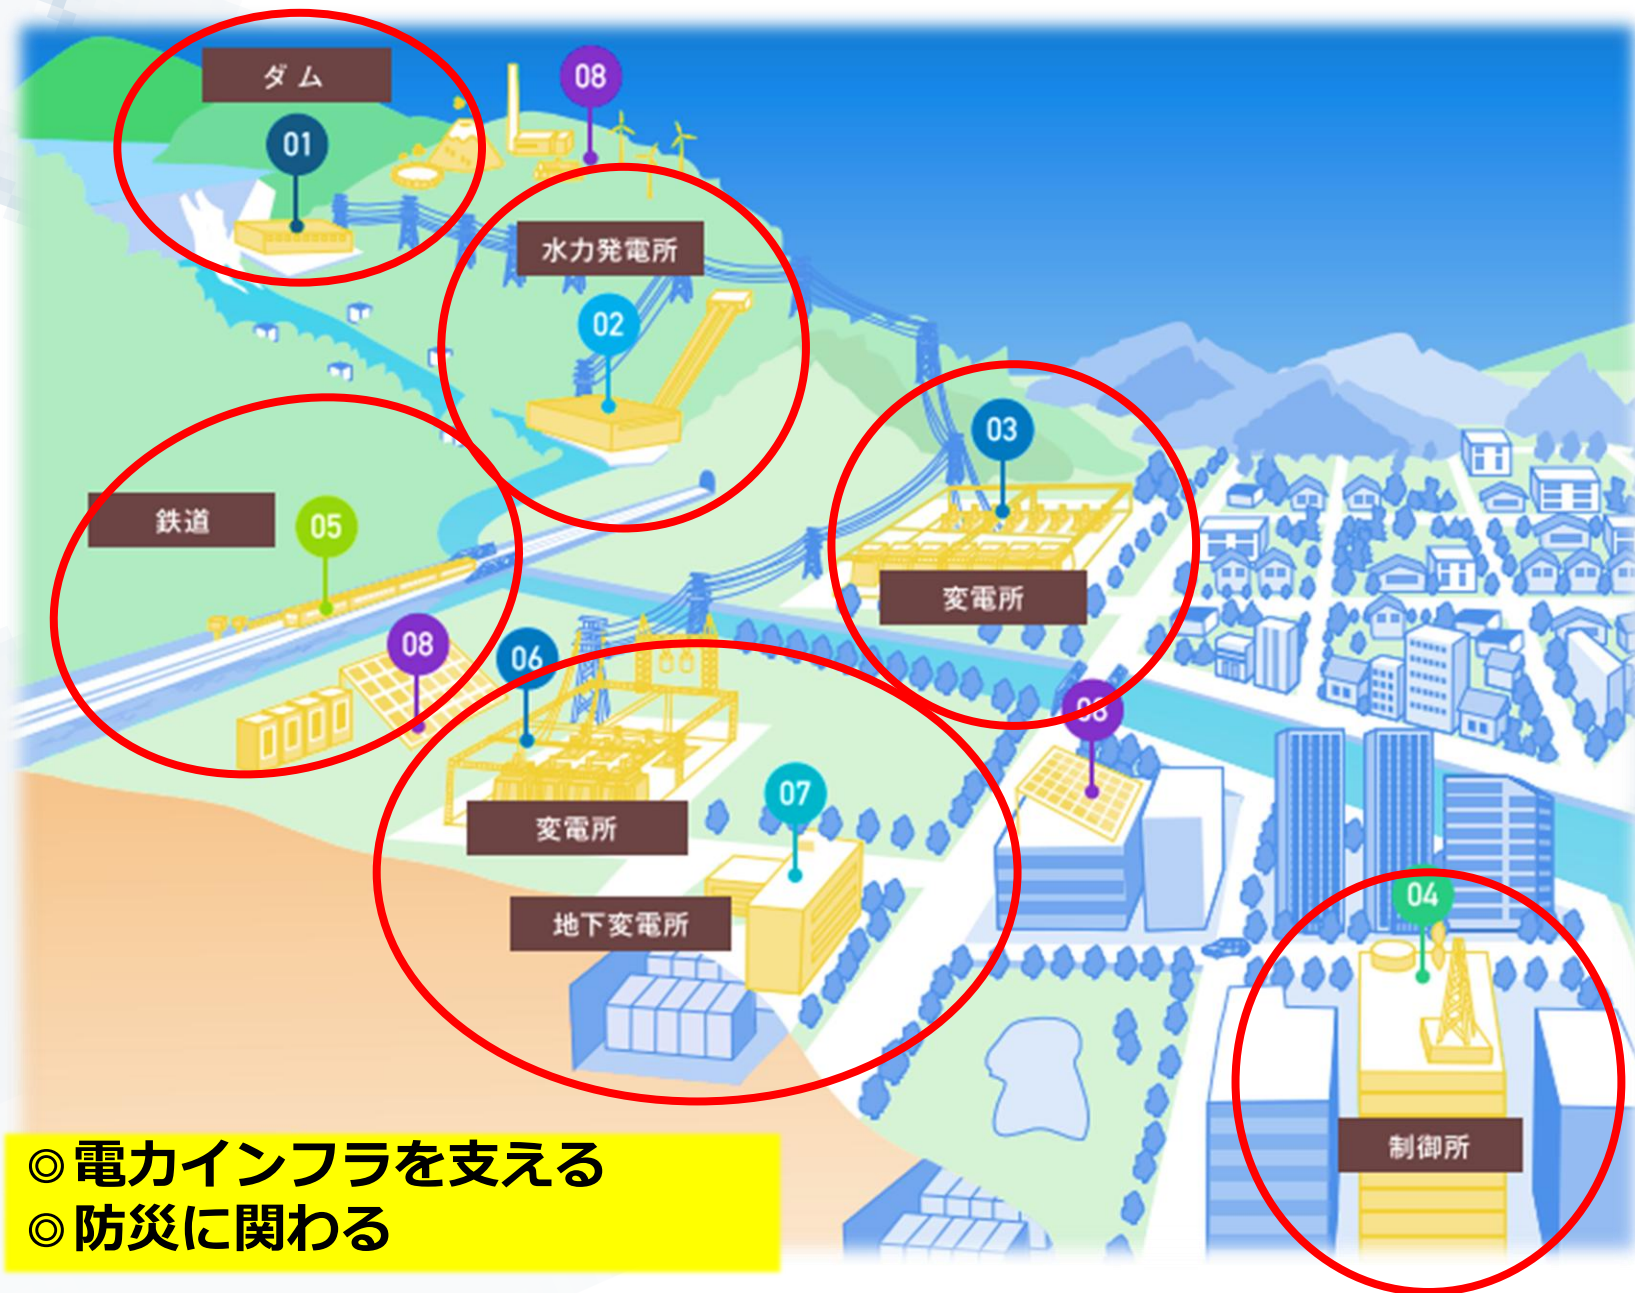 ダム
01
08
水力発電所
02
03
変電所
鉄道
05
08
06
08
変電所
07
地下変電所
04
制御所
◎電力インフラを支える
◎防災に関わる